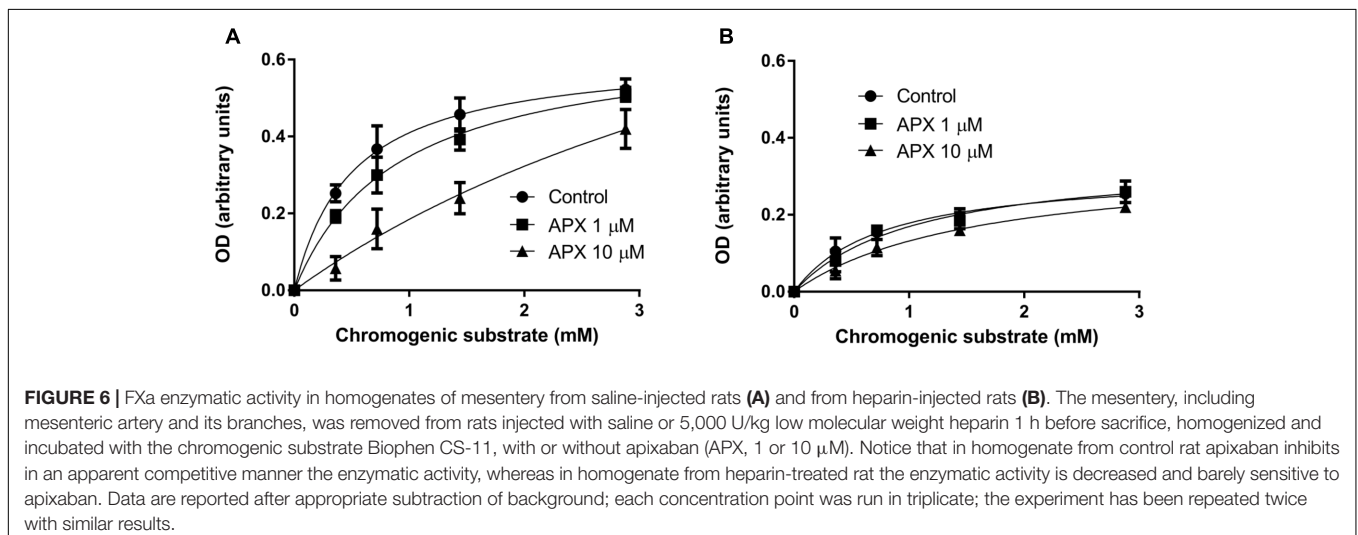 A
0.6
0.4
0.2
0.0
0 1 2 3
OD (arbitrary units)
Chromogenic substrate (mM)
Control
APX 1 μM
APX 10 μM
B
0.6
0.4
0.2
0.0
0 1 2 3
OD (arbitrary units)
Chromogenic substrate (mM)
Control
APX 1 μM
APX 10 μM
FIGURE 6 | FXa enzymatic activity in homogenates of mesentery from saline-injected rats (A) and from heparin-injected rats (B). The mesentery, including
mesenteric artery and its branches, was removed from rats injected with saline or 5,000 U/kg low molecular weight heparin 1 h before sacrifice, homogenized and
incubated with the chromogenic substrate Biophen CS-11, with or without apixaban (APX, 1 or 10 μM). Notice that in homogenate from control rat apixaban inhibits
in an apparent competitive manner the enzymatic activity, whereas in homogenate from heparin-treated rat the enzymatic activity is decreased and barely sensitive to
apixaban. Data are reported after appropriate subtraction of background; each concentration point was run in triplicate; the experiment has been repeated twice
with similar results.